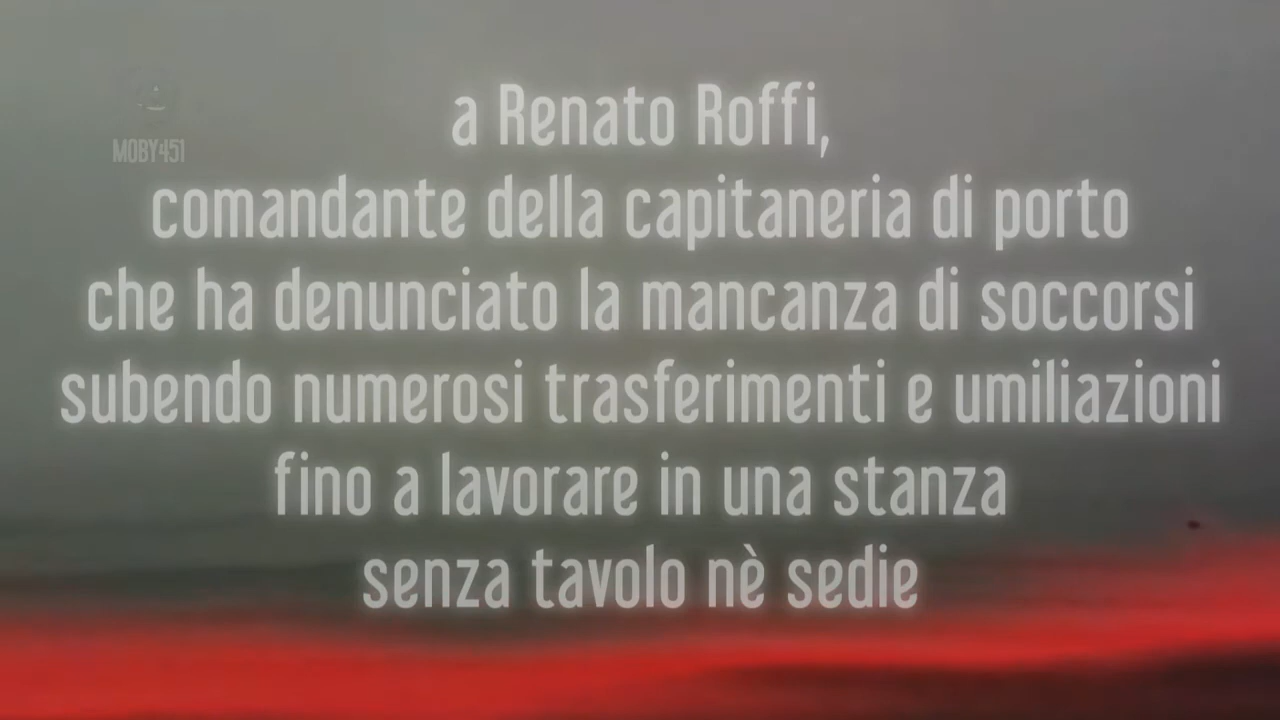 MOBY451
a Renato Roffi,
comandante della capitaneria di porto
che ha denunciato la mancanza di soccorsi
subendo numerosi trasferimenti e umiliazioni
fino a lavorare in una stanza
senza tavolo nè sedie